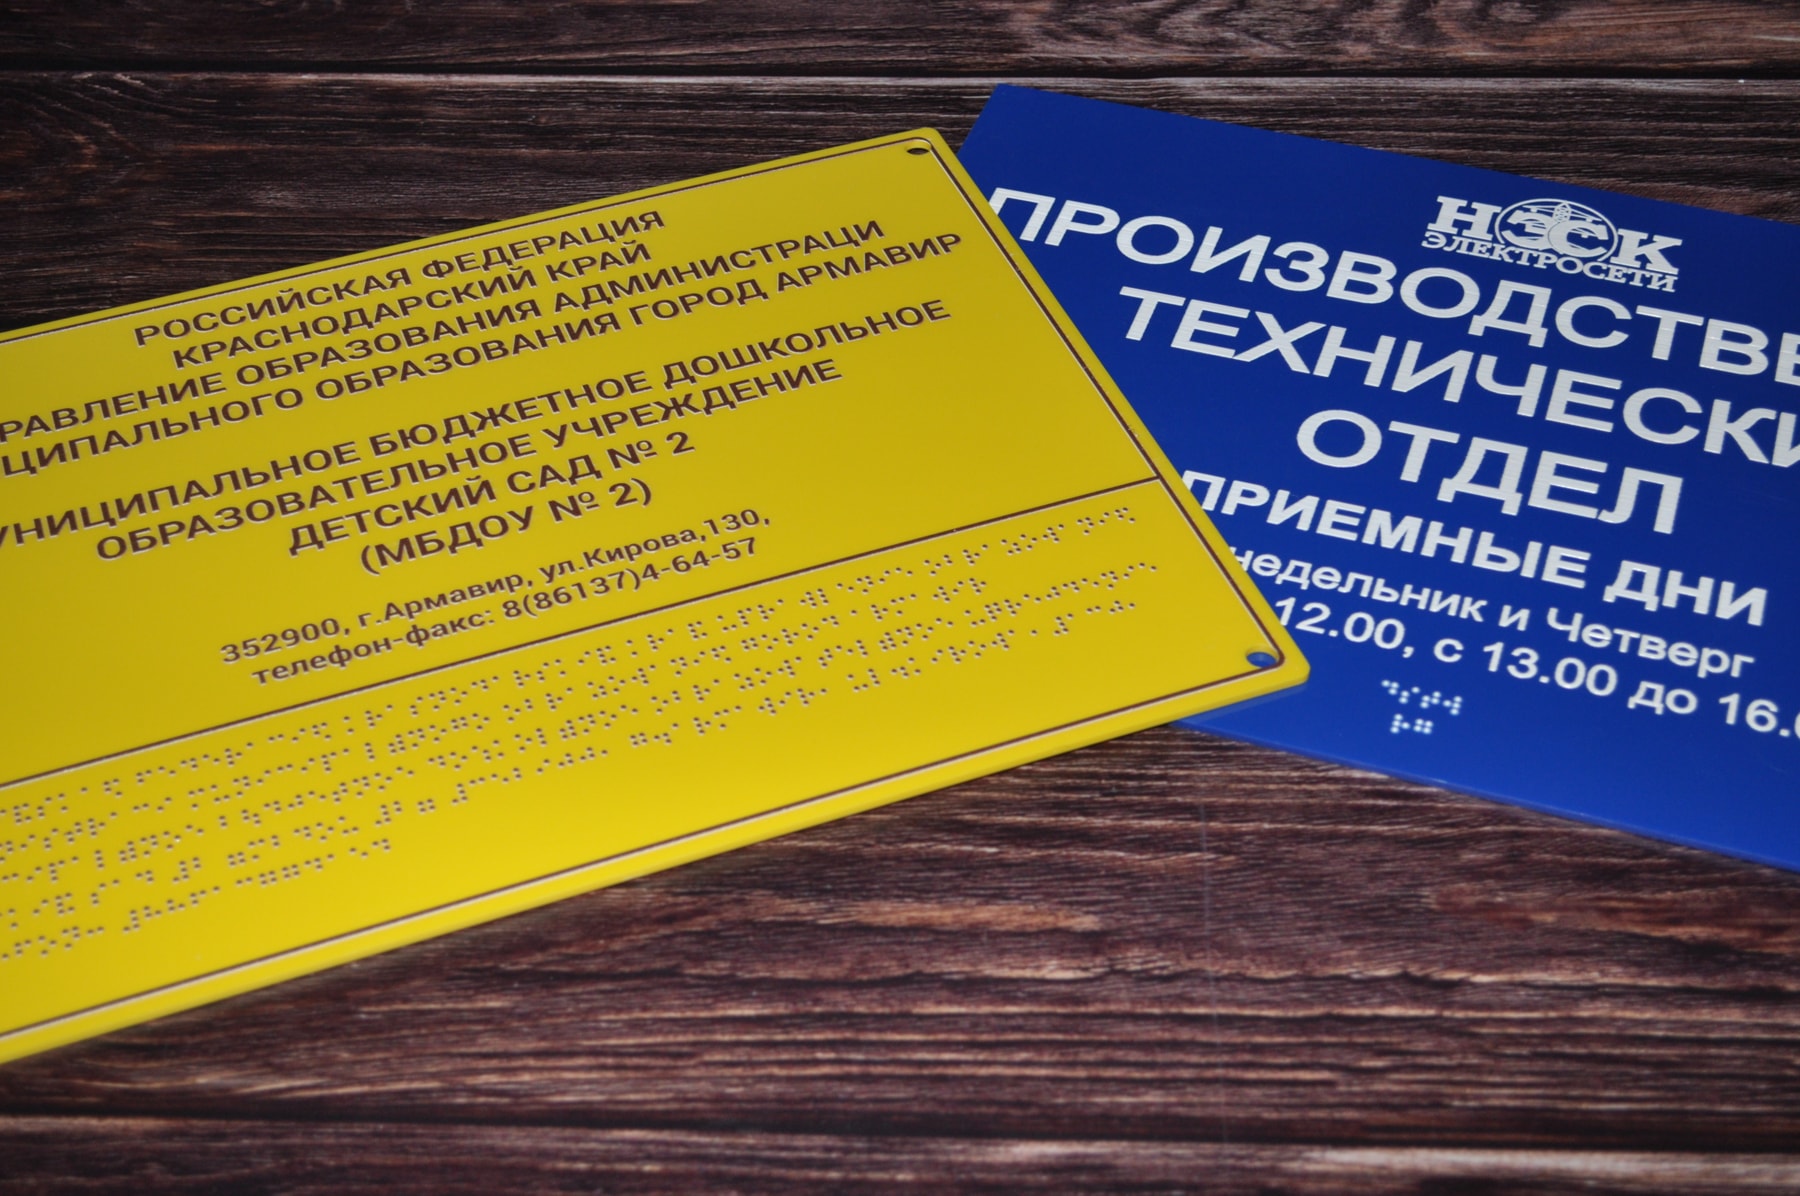 РОССИЙСКАЯ ФЕДЕРАЦИЯ
КРАСНОДАРСКИЙ КРАЙ
РАВЛЕНИЕ ОБРАЗОВАНИЯ АДМИНИСТРАЦИ
ЦИПАЛЬНОГО ОБРАЗОВАНИЯ ГОРОД АРМАВИР
УНИЦИПАЛЬНОЕ БЮДЖЕТНОЕ ДОШКОЛЬНОЕ
ОБРАЗОВАТЕЛЬНОЕ УЧРЕЖДЕНИЕ
ДЕТСКИЙ САД № 2
(МБДОУ № 2)
352900, г.Армавир, ул.Кирова,130,
телефон-факс: 8(86137)4-64-57
НЭСК
ЭЛЕКТРОСЕТИ
ПРОИЗВОДСТВЕ
ТЕХНИЧЕСКИ
ОТДЕЛ
ПРИЕМНЫЕ ДНИ
недельник и Четверг
12.00, с 13.00 до 16.0